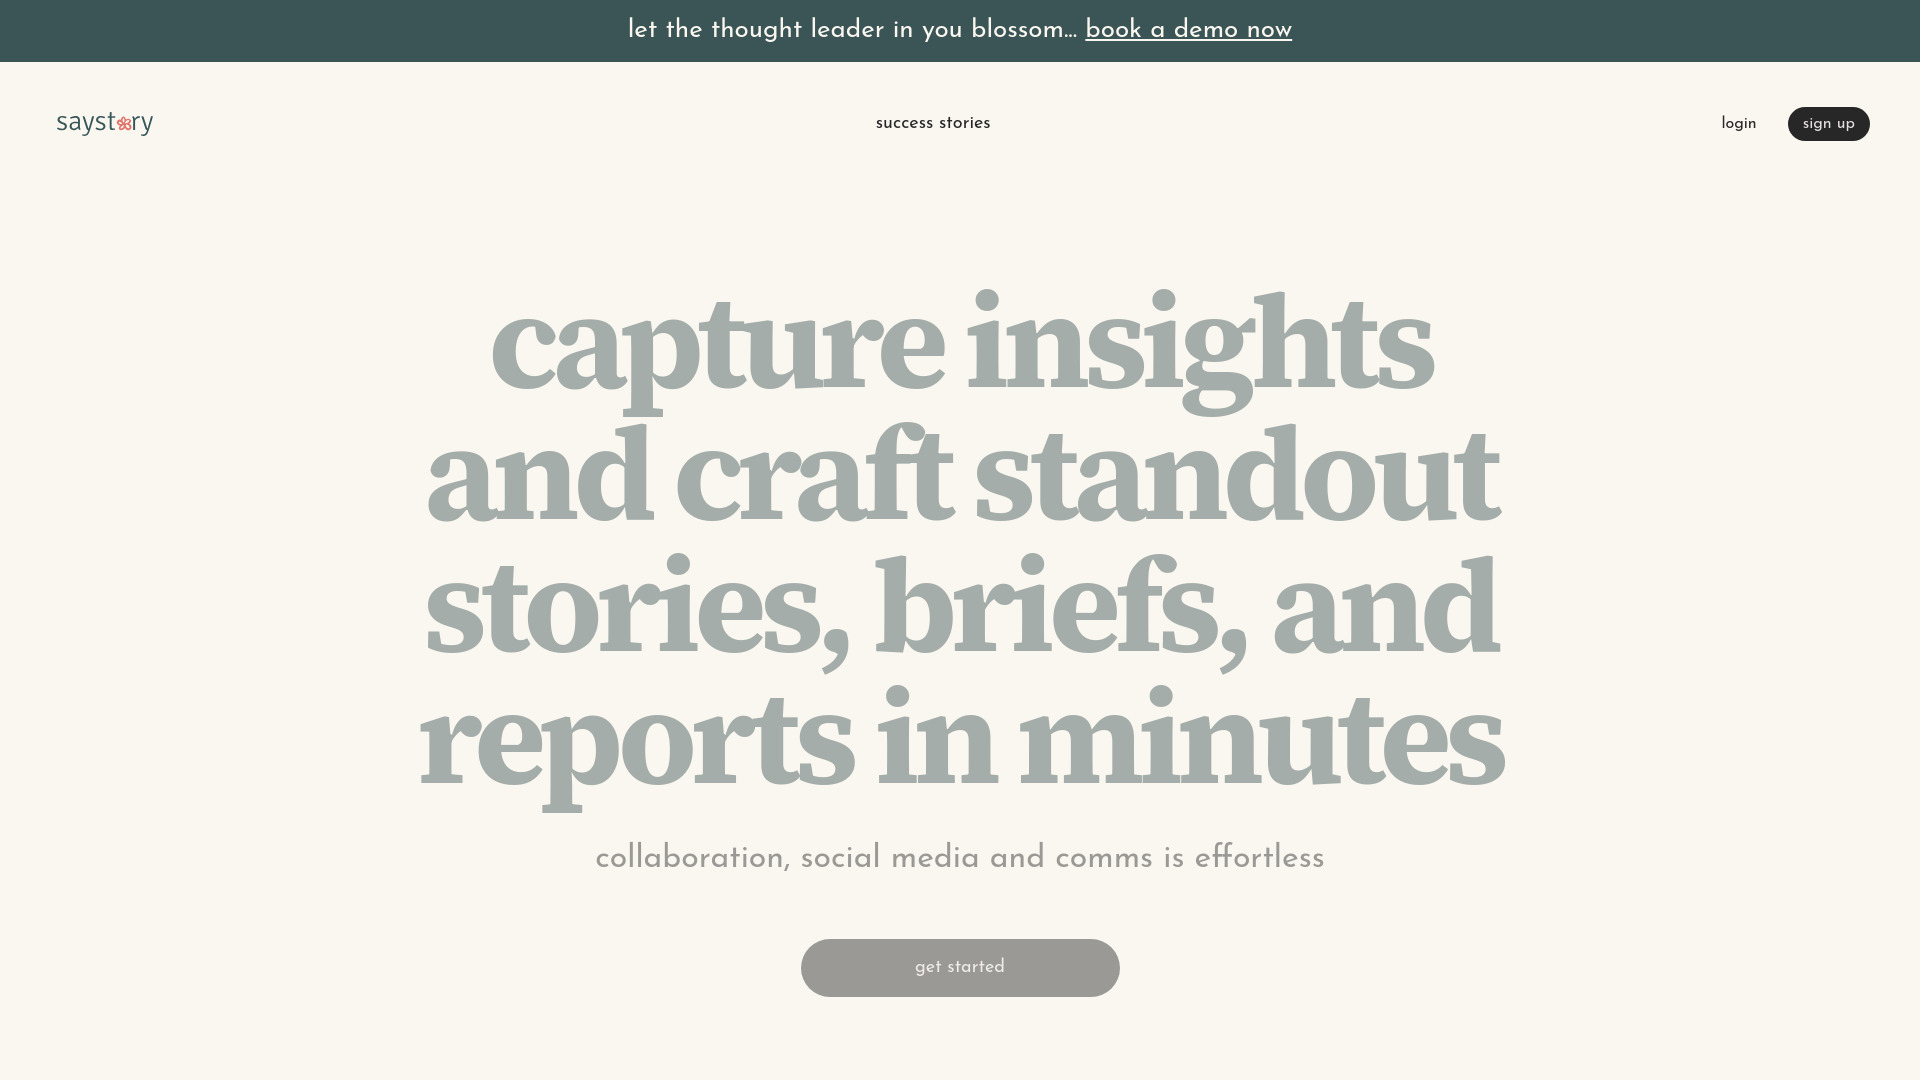 let the thought leader in you blossom... book a demo now
saystory
success stories
login
sign up
capture insights
and craft standout
stories, briefs, and
reports in minutes
collaboration, social media and comms is effortless
get started